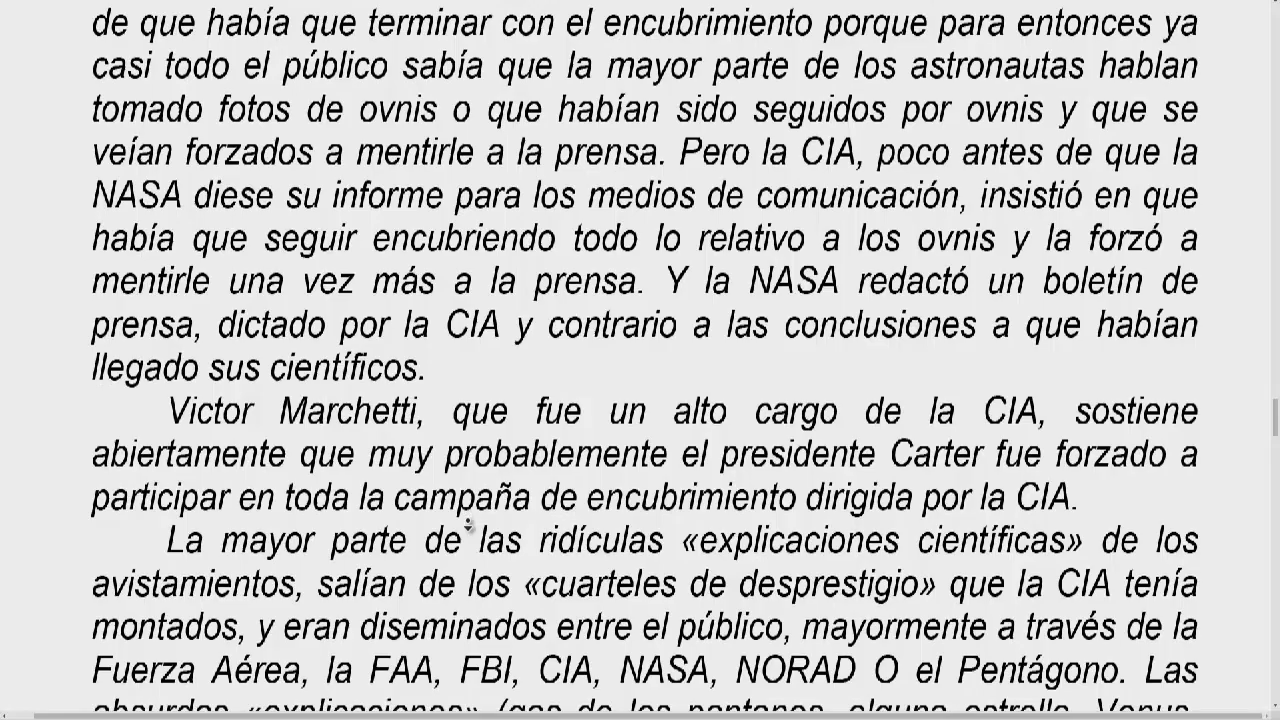 de que había que terminar con el encubrimiento porque para entonces ya
casi todo el público sabía que la mayor parte de los astronautas hablan
tomado fotos de ovnis o que habían sido seguidos por ovnis y que se
veían forzados a mentirle a la prensa. Pero la CIA, poco antes de que la
NASA diese su informe para los medios de comunicación, insistió en que
había que seguir encubriendo todo lo relativo a los ovnis y la forzó a
mentirle una vez más a la prensa. Y la NASA redactó un boletín de
prensa, dictado por la CIA y contrario a las conclusiones a que habían
llegado sus científicos.
Victor Marchetti, que fue un alto cargo de la CIA, sostiene
abiertamente que muy probablemente el presidente Carter fue forzado a
participar en toda la campaña de encubrimiento dirigida por la CIA.
La mayor parte de las ridículas «explicaciones científicas» de los
avistamientos, salían de los «cuarteles de desprestigio» que la CIA tenía
montados, y eran diseminados entre el público, mayormente a través de la
Fuerza Aérea, la FAA, FBI, CIA, NASA, NORAD O el Pentágono. Las
absurdas «explicaciones» (gas de los pantanos, alguna estrella, Venus,